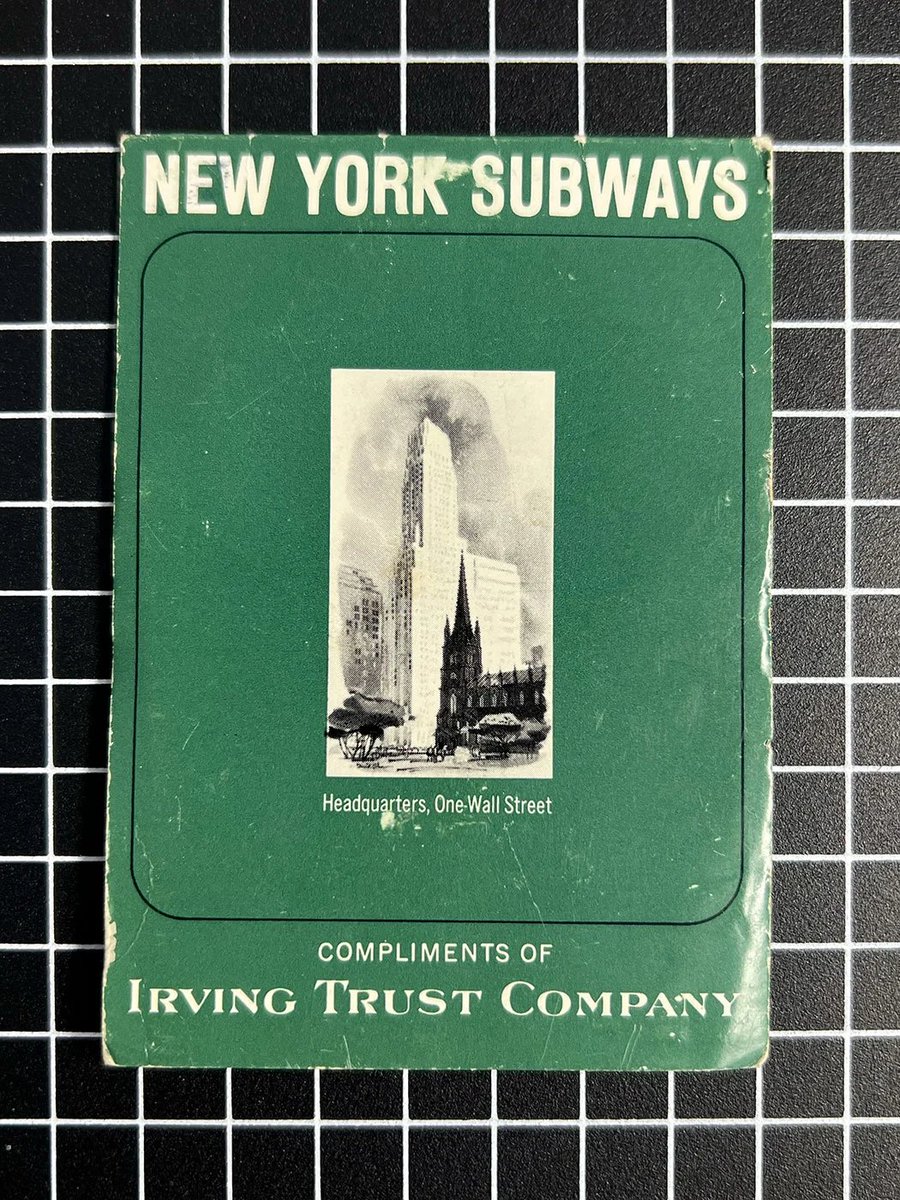 NEW YORK SUBWAYS
Headquarters, One Wall Street
COMPLIMENTS OF
IRVING TRUST COMPANY